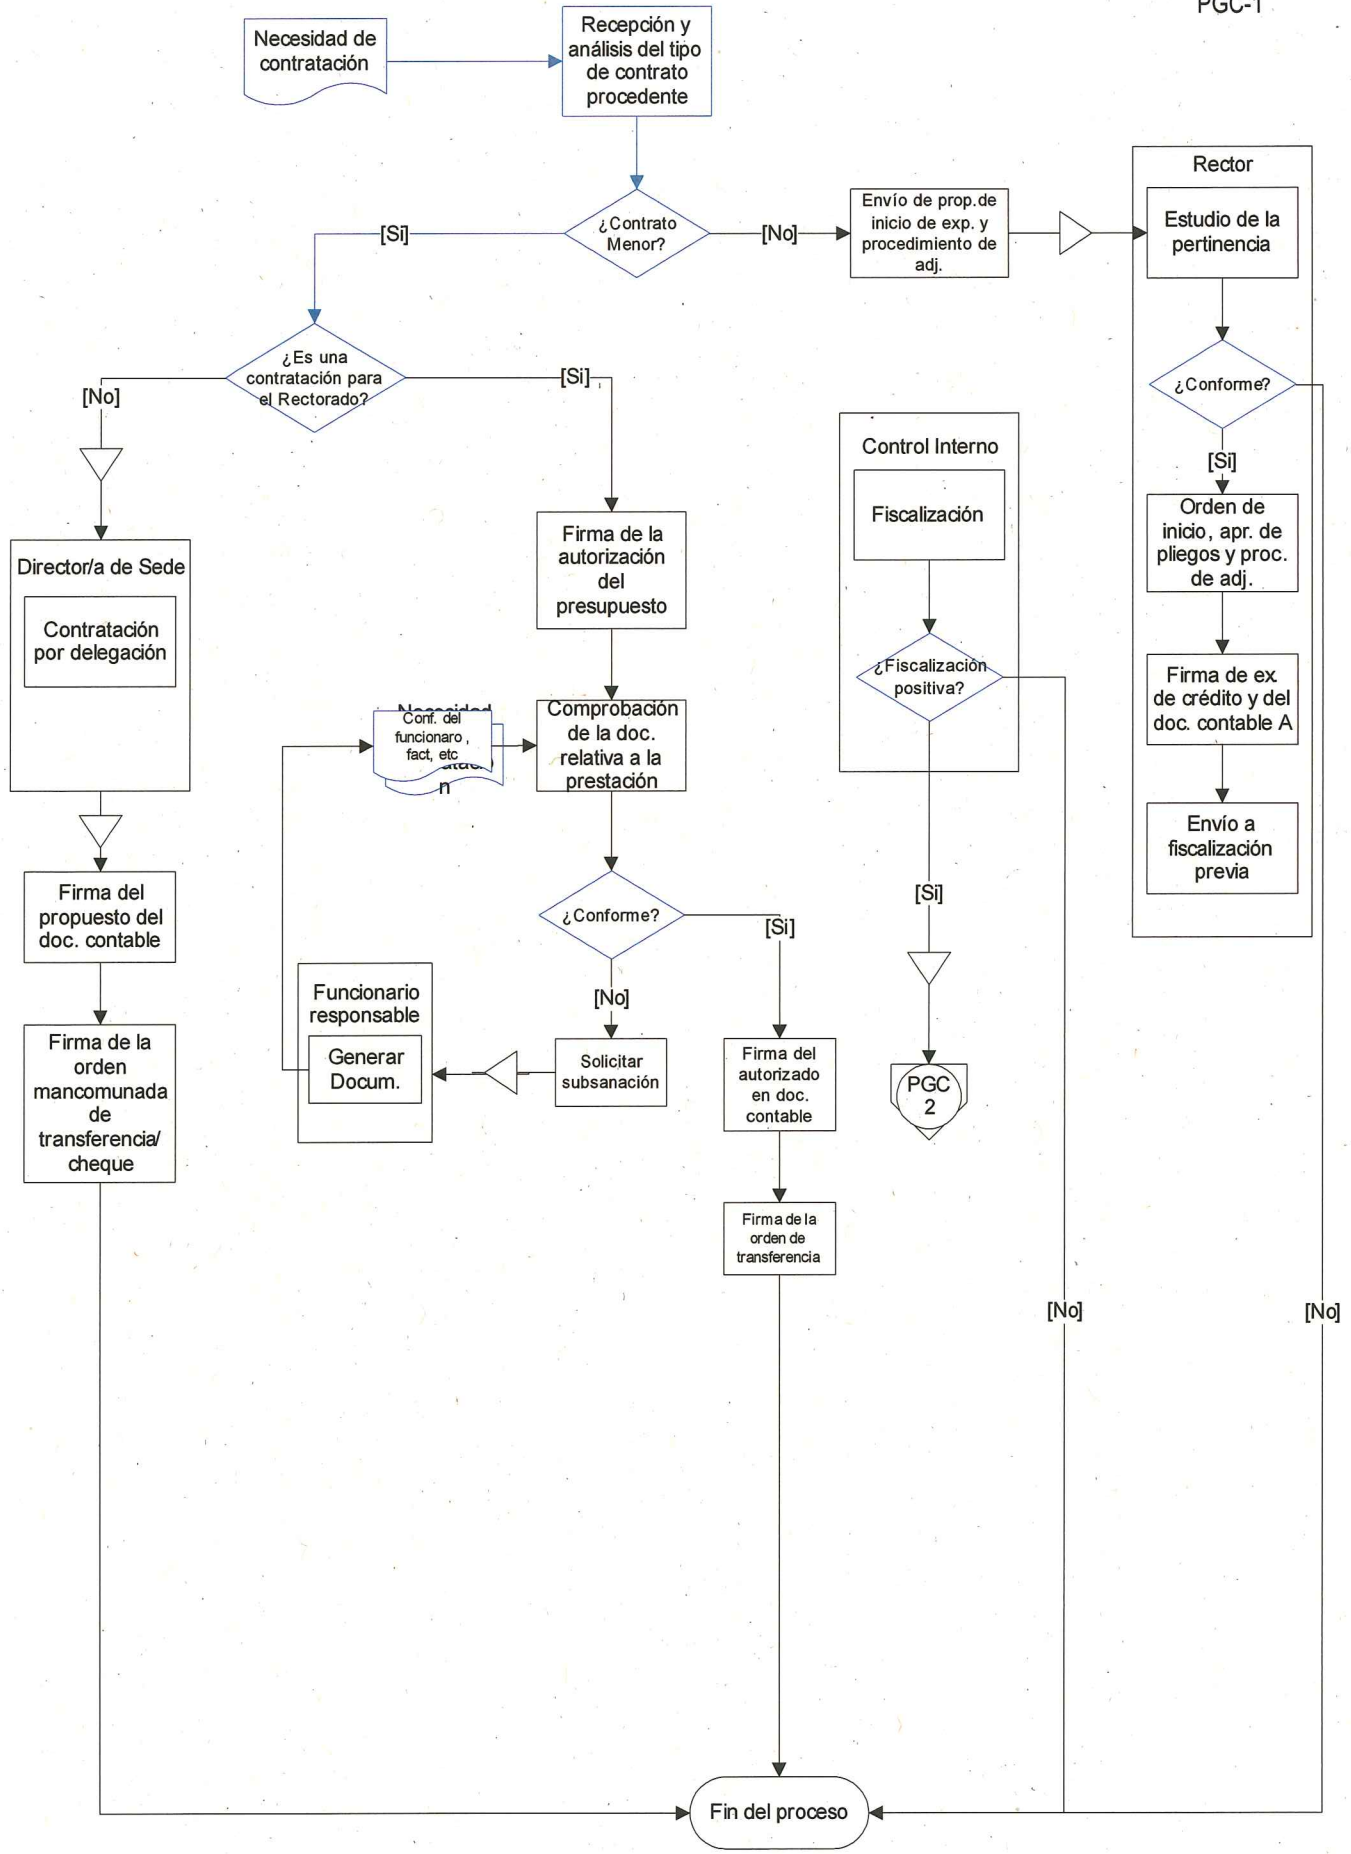 PGC-1
Necesidad de
contratación
Recepción y
análisis del tipo
de contrato
procedente
¿Contrato
Menor?
[Si]
[No]
Envío de prop.de
inicio de exp. y
procedimiento de
adj.
Rector
Estudio de la
pertinencia
¿Conforme?
[Si]
Orden de
inicio, apr. de
pliegos y proc.
de adj.
Firma de ex.
de crédito y del
doc. contable A
Envío a
fiscalización
previa
[No]
¿Es una
contratación para
el Rectorado?
[No]
[Si]
Director/a de Sede
Contratación
por delegación
Firma del
propuesto del
doc. contable
Firma de la
orden
mancomunada
de
transferencia/
cheque
Firma de la
autorización
del
presupuesto
Necesidad
Conf. del
funcionaro ,
fact, etc
n
Comprobación
de la doc.
relativa a la
prestación
¿Conforme?
[Si]
[No]
Solicitar
subsanación
Funcionario
responsable
Generar
Docum.
Firma del
autorizado
en doc.
contable
Firma de la
orden de
transferencia
Control Interno
Fiscalización
¿Fiscalización
positiva?
[Si]
PGC
2
[No]
Fin del proceso